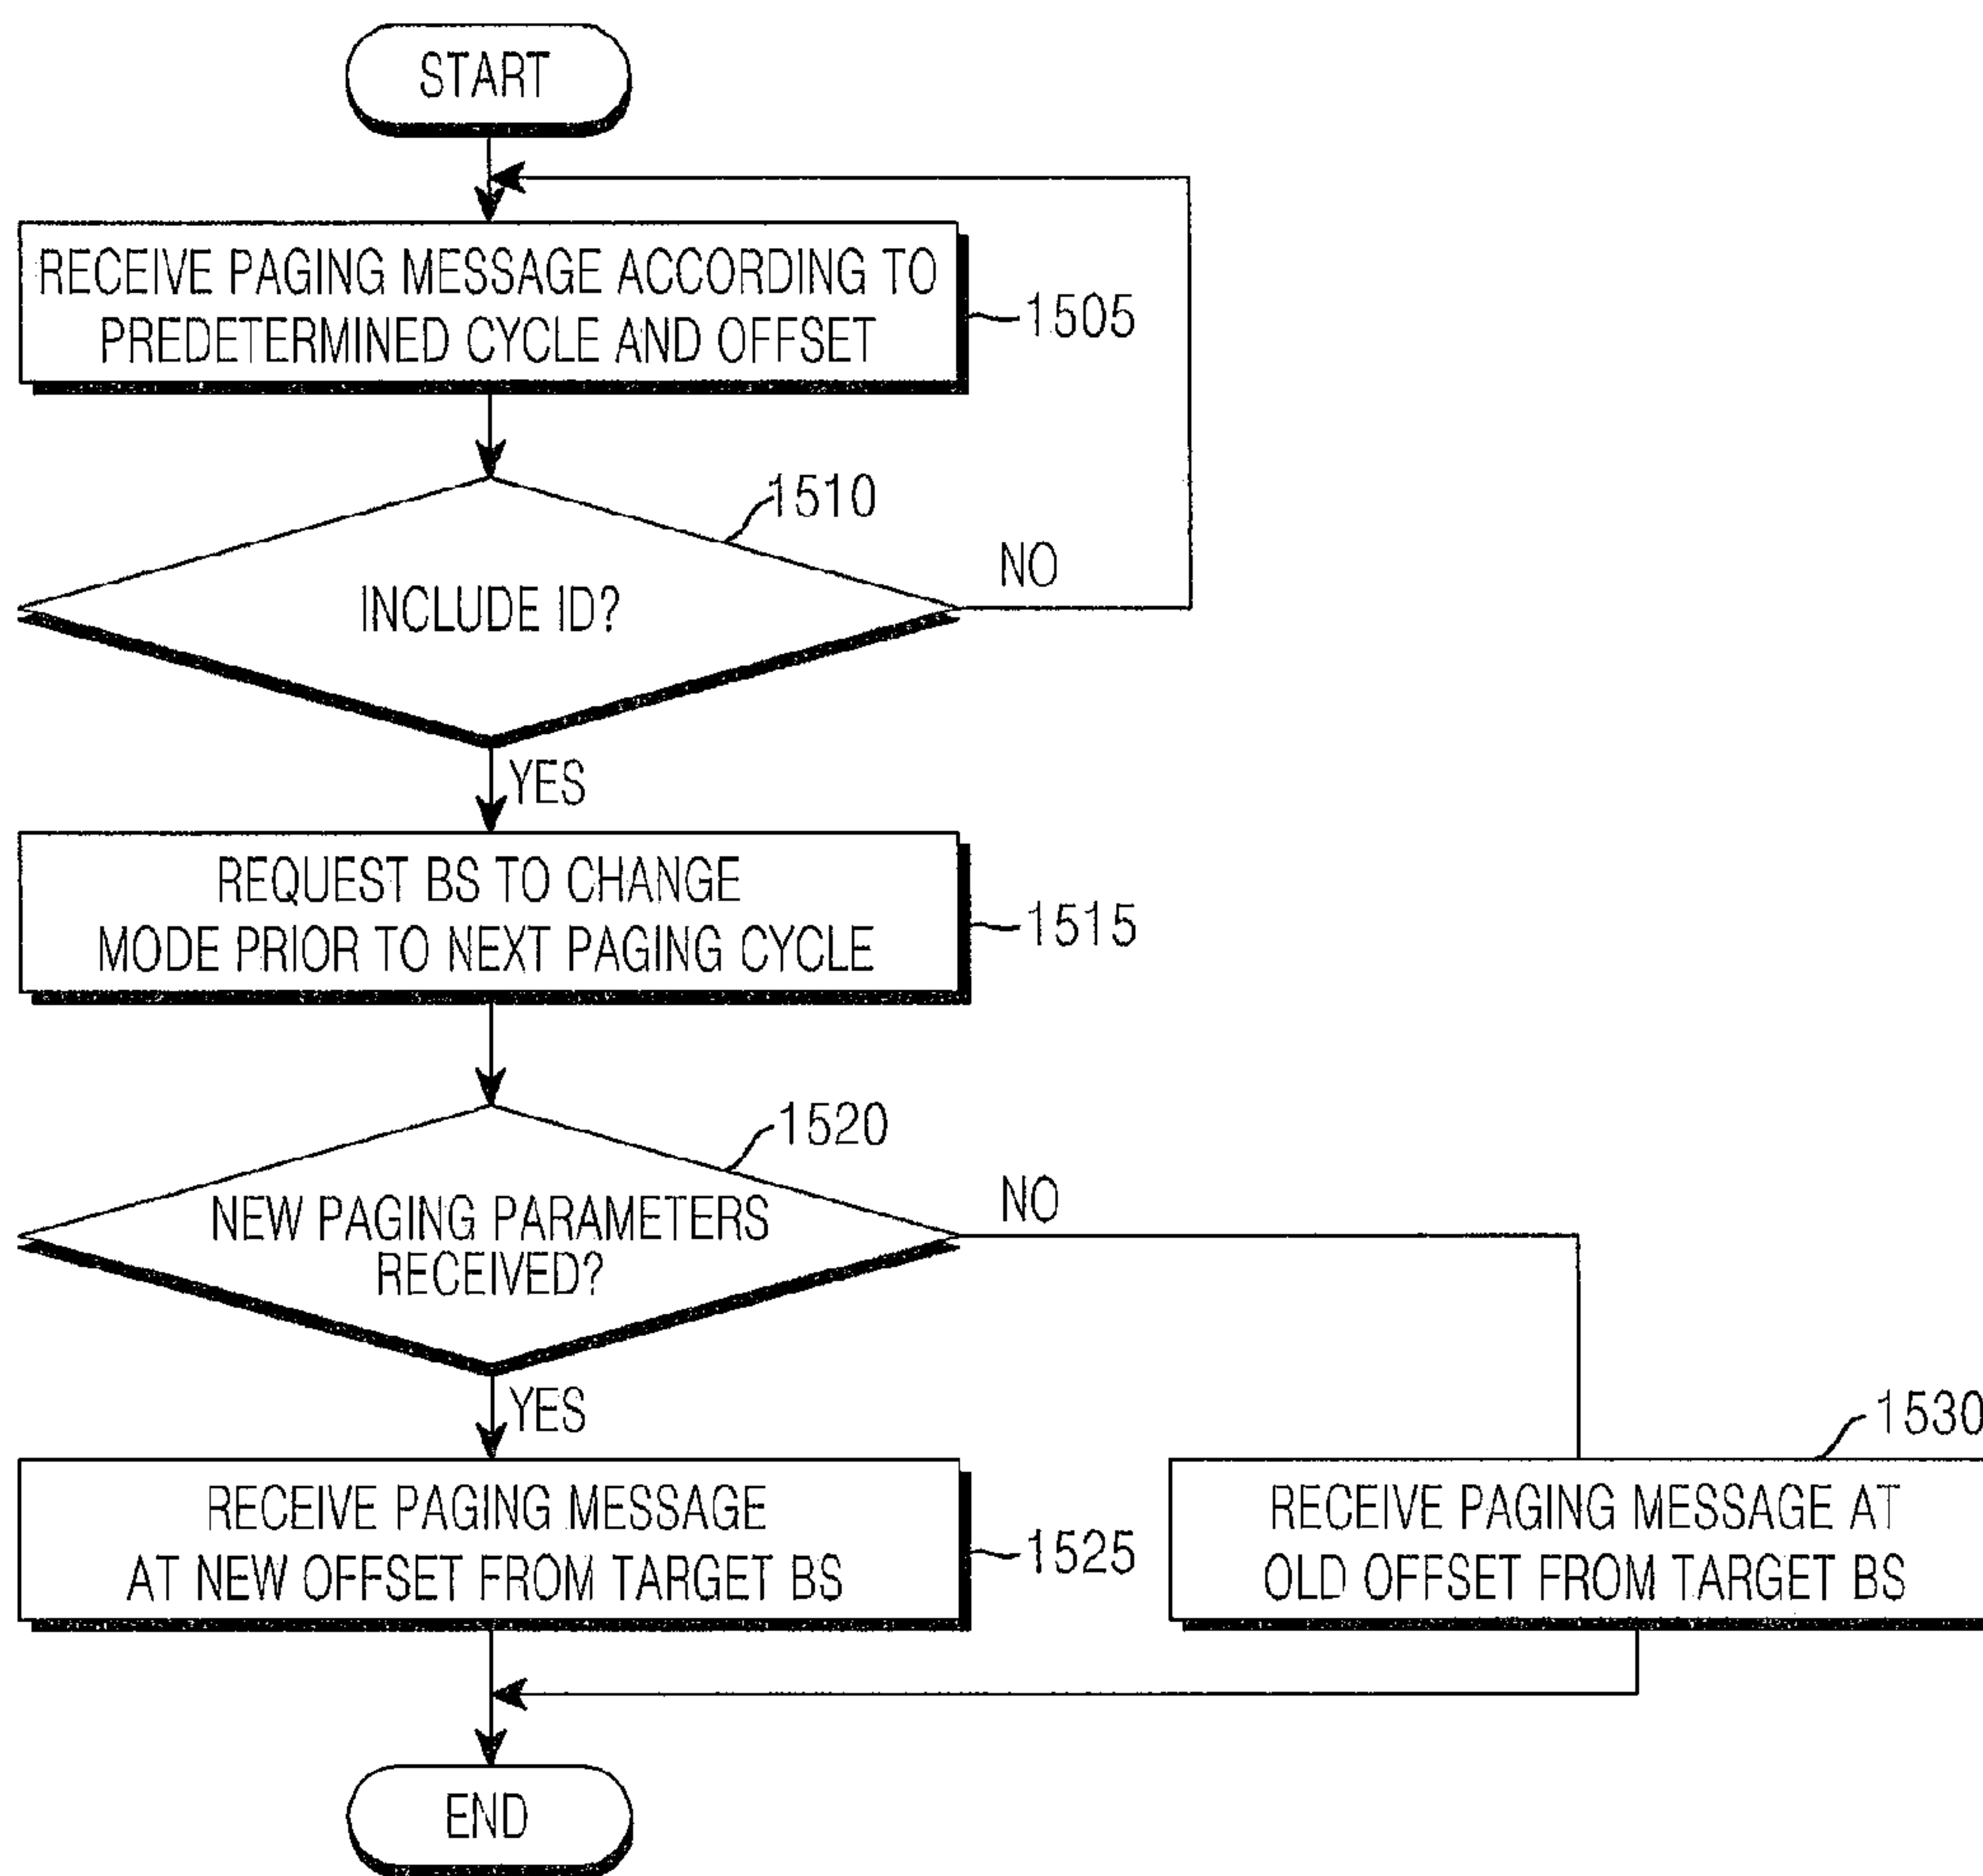 START
RECEIVE PAGING MESSAGE ACCORDING TO
PREDETERMINED CYCLE AND OFFSET
1505
1510
INCLUDE ID?
NO
YES
REQUEST BS TO CHANGE
MODE PRIOR TO NEXT PAGING CYCLE
1515
1520
NEW PAGING PARAMETERS
RECEIVED?
NO
YES
RECEIVE PAGING MESSAGE
AT NEW OFFSET FROM TARGET BS
1525
1530
RECEIVE PAGING MESSAGE AT
OLD OFFSET FROM TARGET BS
END